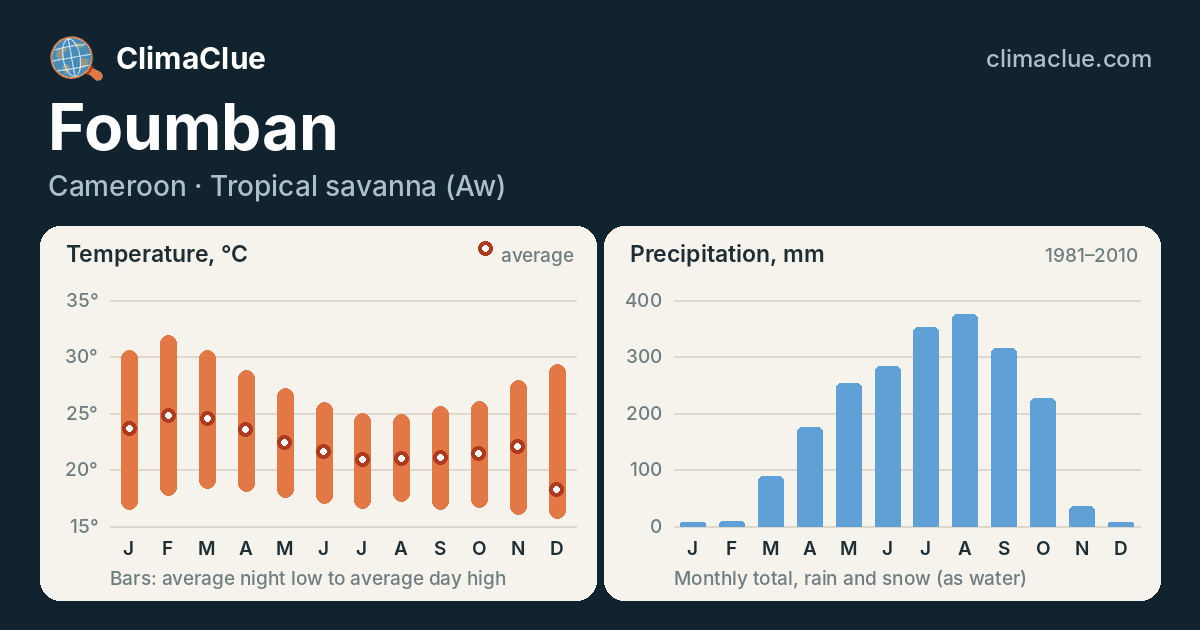 ClimaClue
climaclue.com
Foumban
Cameroon · Tropical savanna (Aw)
Temperature, °C
average
35°
30°
25°
20°
15°
J F M A M J J A S O N D
Bars: average night low to average day high
Precipitation, mm
1981–2010
400
300
200
100
0
J F M A M J J A S O N D
Monthly total, rain and snow (as water)